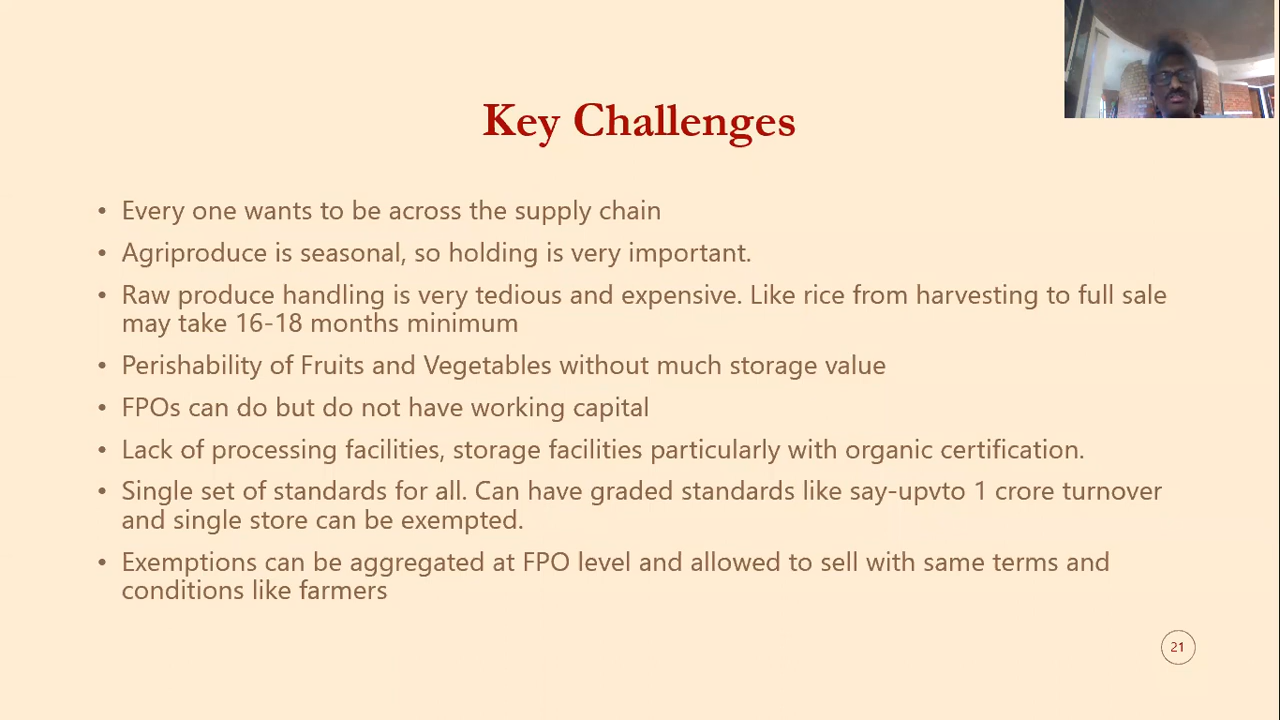 Key Challenges
• Every one wants to be across the supply chain
• Agriproduce is seasonal, so holding is very important.
• Raw produce handling is very tedious and expensive. Like rice from harvesting to full sale
may take 16-18 months minimum
• Perishability of Fruits and Vegetables without much storage value
• FPOs can do but do not have working capital
• Lack of processing facilities, storage facilities particularly with organic certification.
• Single set of standards for all. Can have graded standards like say-upvto 1 crore turnover
and single store can be exempted.
• Exemptions can be aggregated at FPO level and allowed to sell with same terms and
conditions like farmers
21